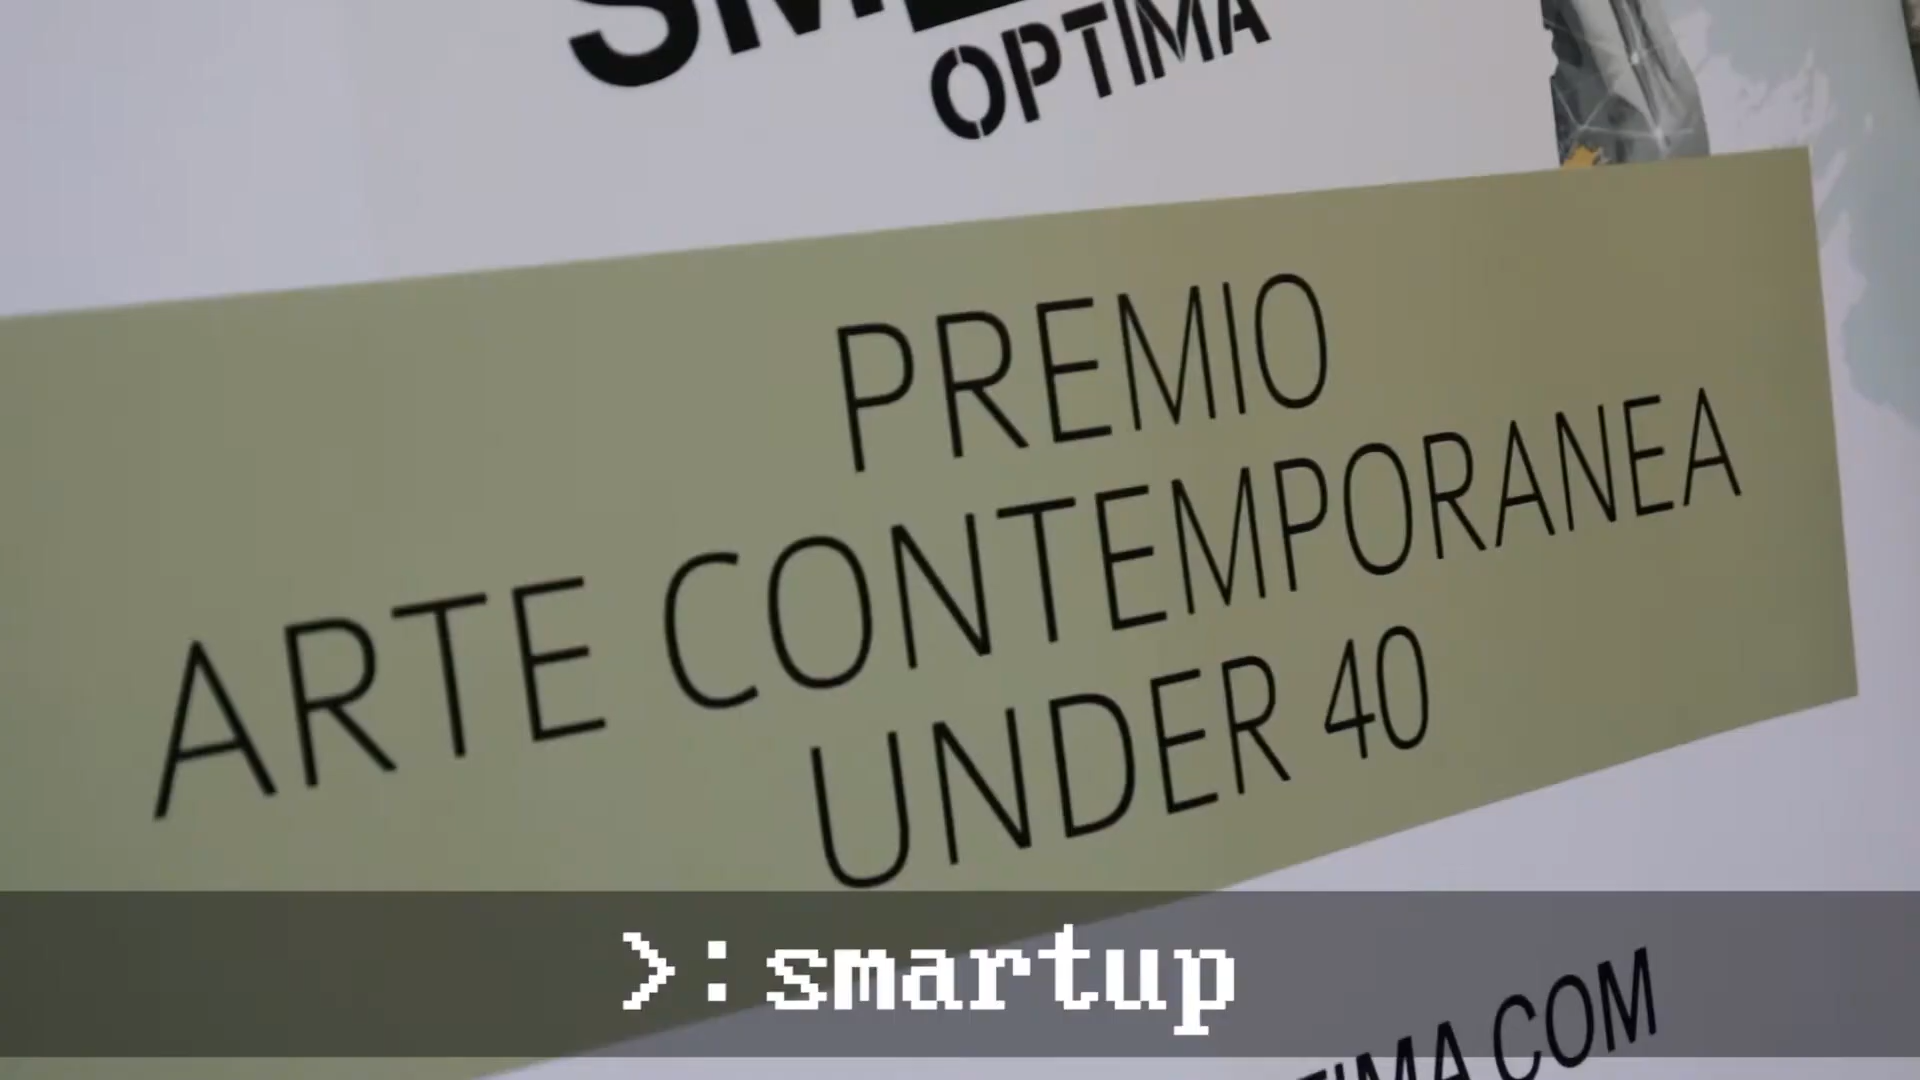 OPTIMA
PREMIO
ARTE CONTEMPORANEA
UNDER 40
>:smartup